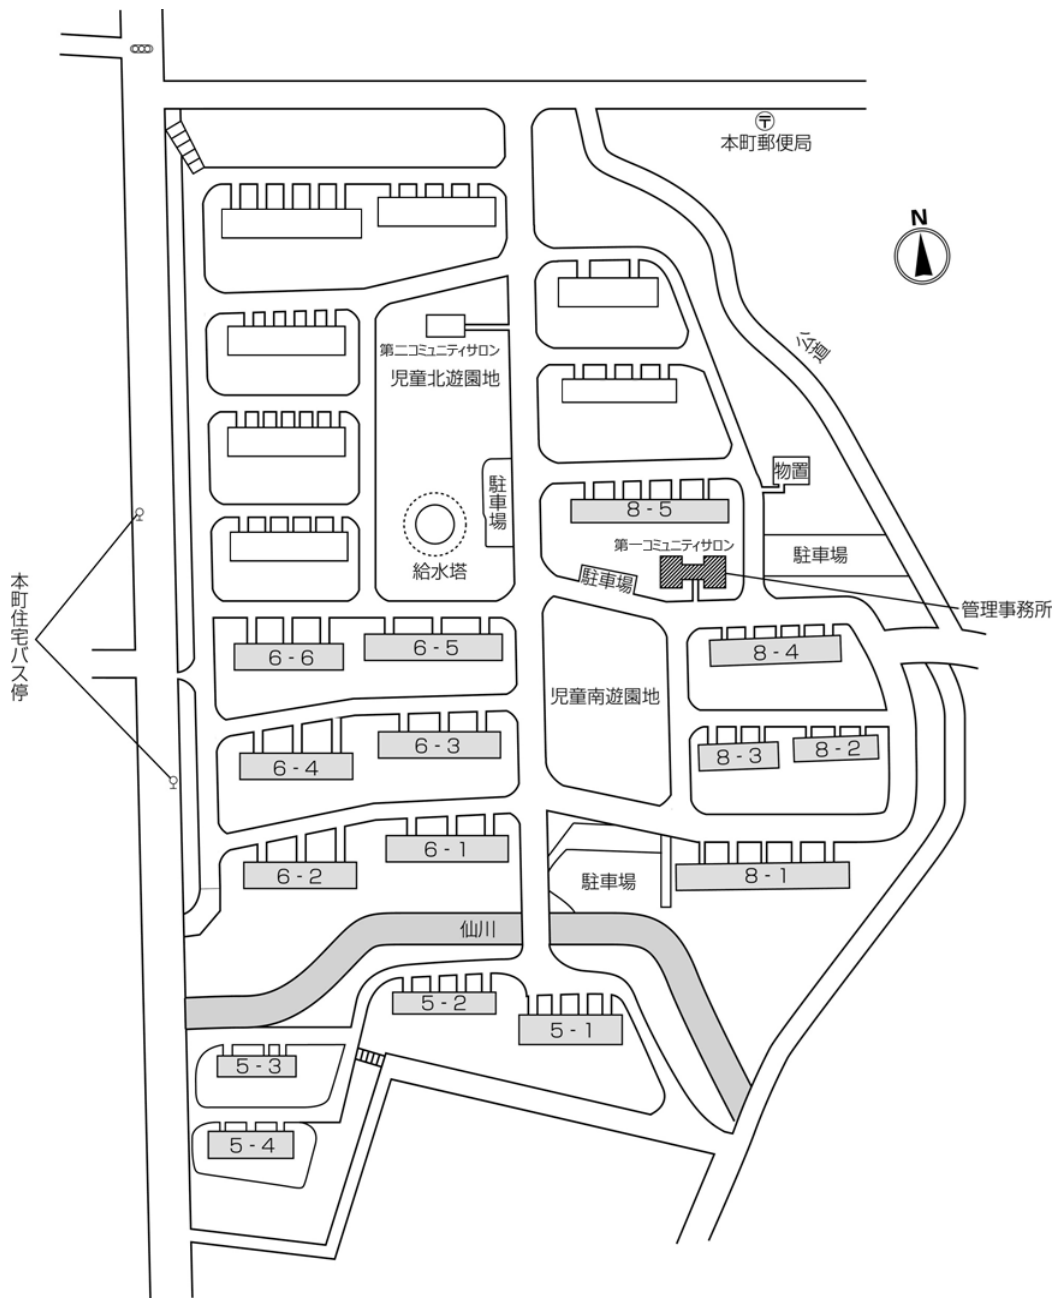 〒
本町郵便局
N
第二コミュニティサロン
児童北遊園地
公道
駐車場
物置
8-5
給水塔
第一コミュニティサロン
駐車場
駐車場
管理事務所
本町住宅バス停
6-6
6-5
8-4
児童南遊園地
6-4
6-3
8-3
8-2
6-2
6-1
駐車場
8-1
仙川
5-2
5-1
5-3
5-4